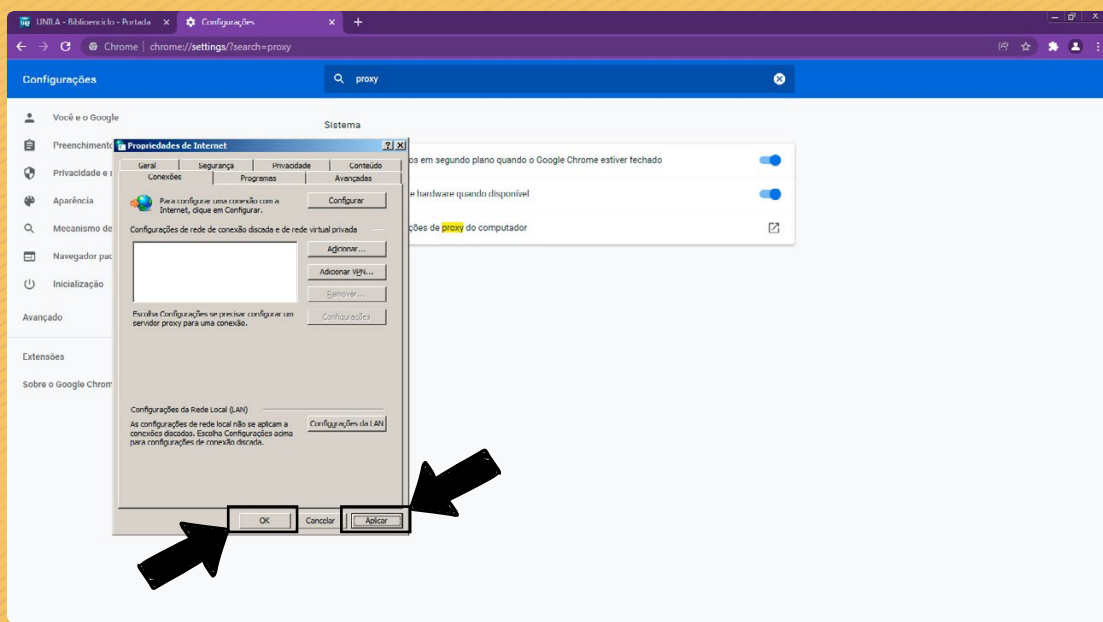 UNILA - Biblioenciclo - Portada
Configurações
Chrome | chrome://settings/?search=proxy
Configurações
proxy
Você e o Google
Preenchimento
Privacidade e
Aparência
Mecanismo de
Navegador
Inicialização
Avançado
Extensões
Sobre o Google
Sistema
em segundo plano quando o Google Chrome estiver fechado
e hardware quando disponível
de proxy do computador
Propriedades de Internet
Geral
Segurança
Privacidade
Conteúdo
Conexões
Programas
Avançadas
Para configurar uma conexão com a
Internet, clique em Configurar.
Configurar
Configurações de rede de conexão discada e de rede virtual privada
Adicionar...
Adicionar VPN...
Remover...
Escolha Configurações se precisar configurar um
servidor proxy para uma conexão.
Configurações
Configurações da Rede Local (LAN)
As configurações de rede local não se aplicam a
conexões discadas. Escolha Configurações acima
para configurações de conexão discada.
Configurações da LAN
OK
Cancelar
Aplicar